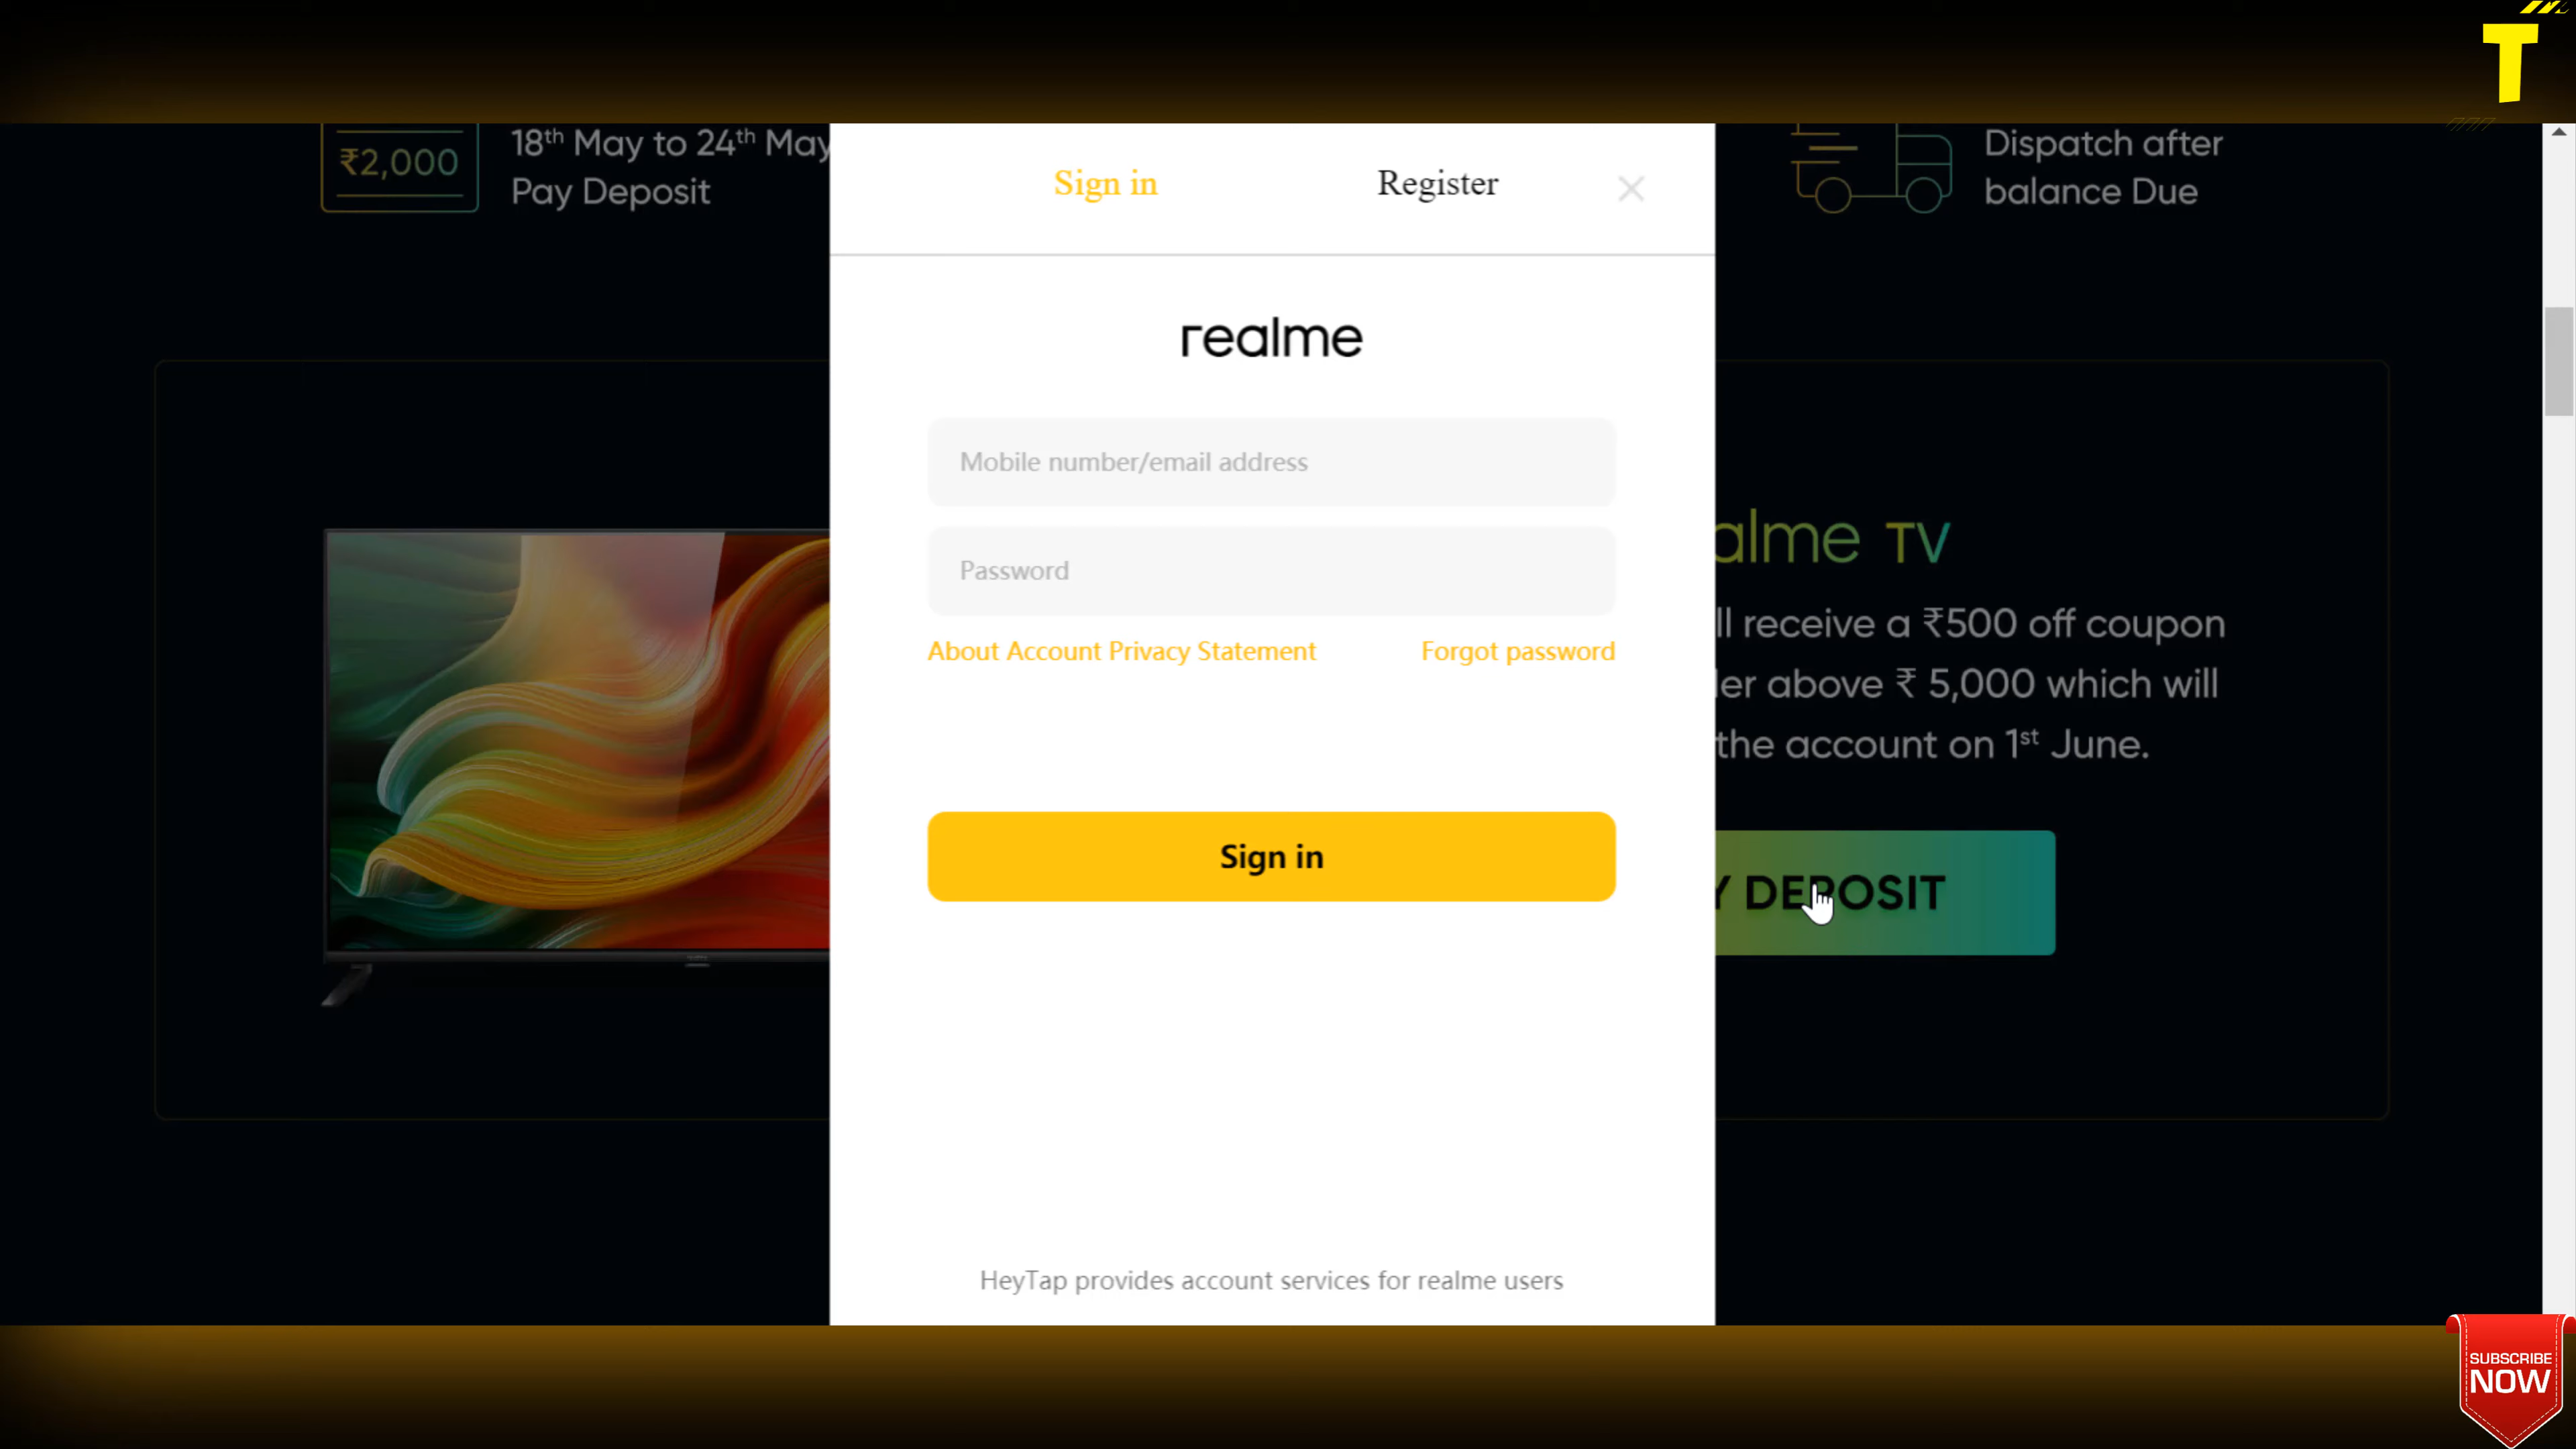 T
₹2,000
18th May to 24th May
Pay Deposit
Dispatch after
balance Due
Sign in
Register
realme
Mobile number/email address
Password
About Account Privacy Statement
Forgot password
Sign in
HeyTap provides account services for realme users
alme TV
ll receive a ₹500 off coupon
er above ₹ 5,000 which will
the account on 1st June.
Y DEPOSIT
SUBSCRIBE
NOW